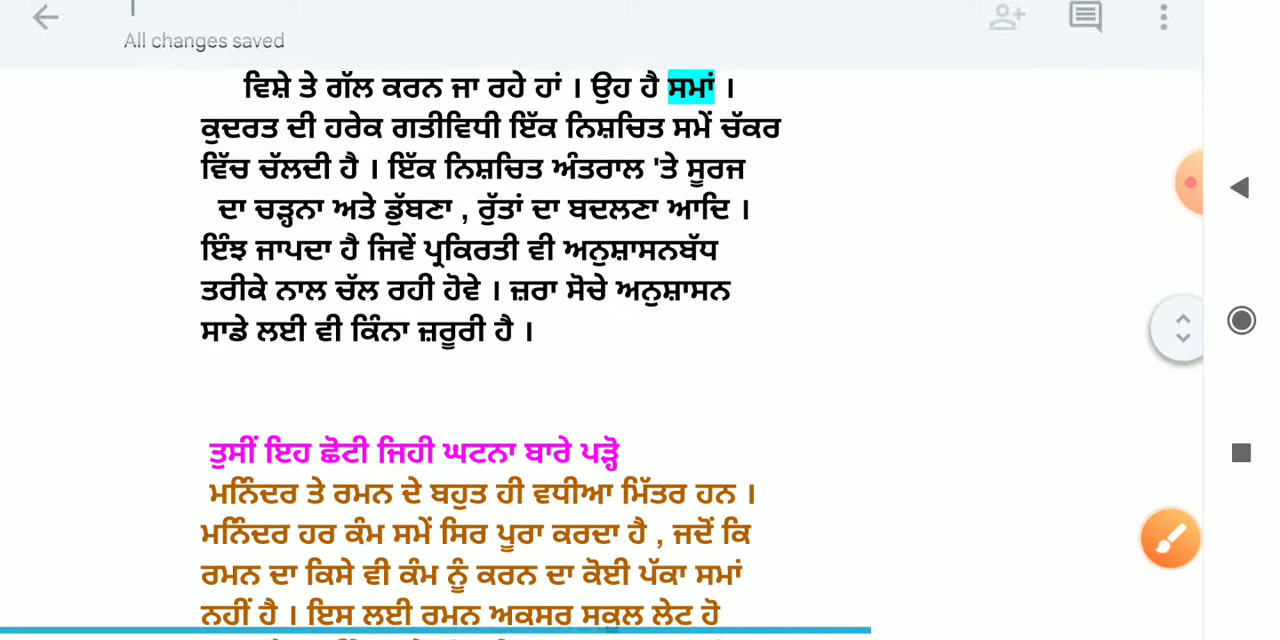 All changes saved
ਵਿਸ਼ੇ ਤੇ ਗੱਲ ਕਰਨ ਜਾ ਰਹੇ ਹਾਂ । ਉਹ ਹੈ ਸਮਾਂ ।
ਕੁਦਰਤ ਦੀ ਹਰੇਕ ਗਤੀਵਿਧੀ ਇੱਕ ਨਿਸ਼ਚਿਤ ਸਮੇਂ ਚੱਕਰ
ਵਿੱਚ ਚੱਲਦੀ ਹੈ । ਇੱਕ ਨਿਸ਼ਚਿਤ ਅੰਤਰਾਲ 'ਤੇ ਸੂਰਜ
ਦਾ ਚੜ੍ਹਨਾ ਅਤੇ ਡੁੱਬਣਾ , ਰੁੱਤਾਂ ਦਾ ਬਦਲਣਾ ਆਦਿ ।
ਇੰਝ ਜਾਪਦਾ ਹੈ ਜਿਵੇਂ ਪ੍ਰਕਿਰਤੀ ਵੀ ਅਨੁਸ਼ਾਸਨਬੱਧ
ਤਰੀਕੇ ਨਾਲ ਚੱਲ ਰਹੀ ਹੋਵੇ । ਜ਼ਰਾ ਸੋਚੇ ਅਨੁਸ਼ਾਸਨ
ਸਾਡੇ ਲਈ ਵੀ ਕਿੰਨਾ ਜ਼ਰੂਰੀ ਹੈ ।
ਤੁਸੀਂ ਇਹ ਛੋਟੀ ਜਿਹੀ ਘਟਨਾ ਬਾਰੇ ਪੜ੍ਹੋ
ਮਨਿੰਦਰ ਤੇ ਰਮਨ ਦੇ ਬਹੁਤ ਹੀ ਵਧੀਆ ਮਿੱਤਰ ਹਨ ।
ਮਨਿੰਦਰ ਹਰ ਕੰਮ ਸਮੇਂ ਸਿਰ ਪੂਰਾ ਕਰਦਾ ਹੈ , ਜਦੋਂ ਕਿ
ਰਮਨ ਦਾ ਕਿਸੇ ਵੀ ਕੰਮ ਨੂੰ ਕਰਨ ਦਾ ਕੋਈ ਪੱਕਾ ਸਮਾਂ
ਨਹੀਂ ਹੈ । ਇਸ ਲਈ ਰਮਨ ਅਕਸਰ ਸਕੂਲ ਲੇਟ ਹੋ